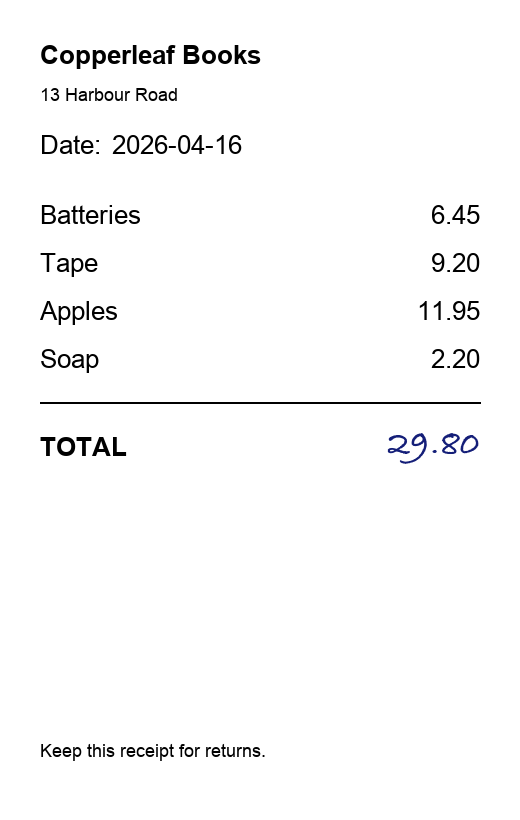 Copperleaf Books
13 Harbour Road
Date: 2026-04-16
Batteries 6.45
Tape 9.20
Apples 11.95
Soap 2.20
TOTAL 29.80
Keep this receipt for returns.